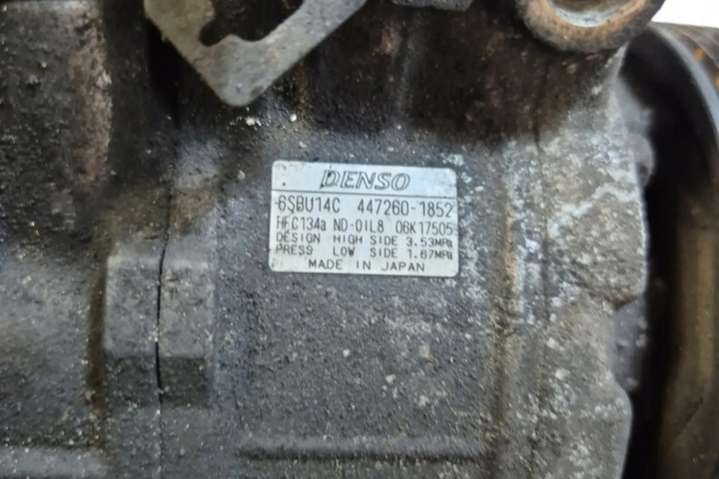 DENSO
6SBU14C 447260-1852
HFC134a ND-OIL8 06K17505
DESIGN HIGH SIDE 3.53MPa
PRESS LOW SIDE 1.67MPa
MADE IN JAPAN